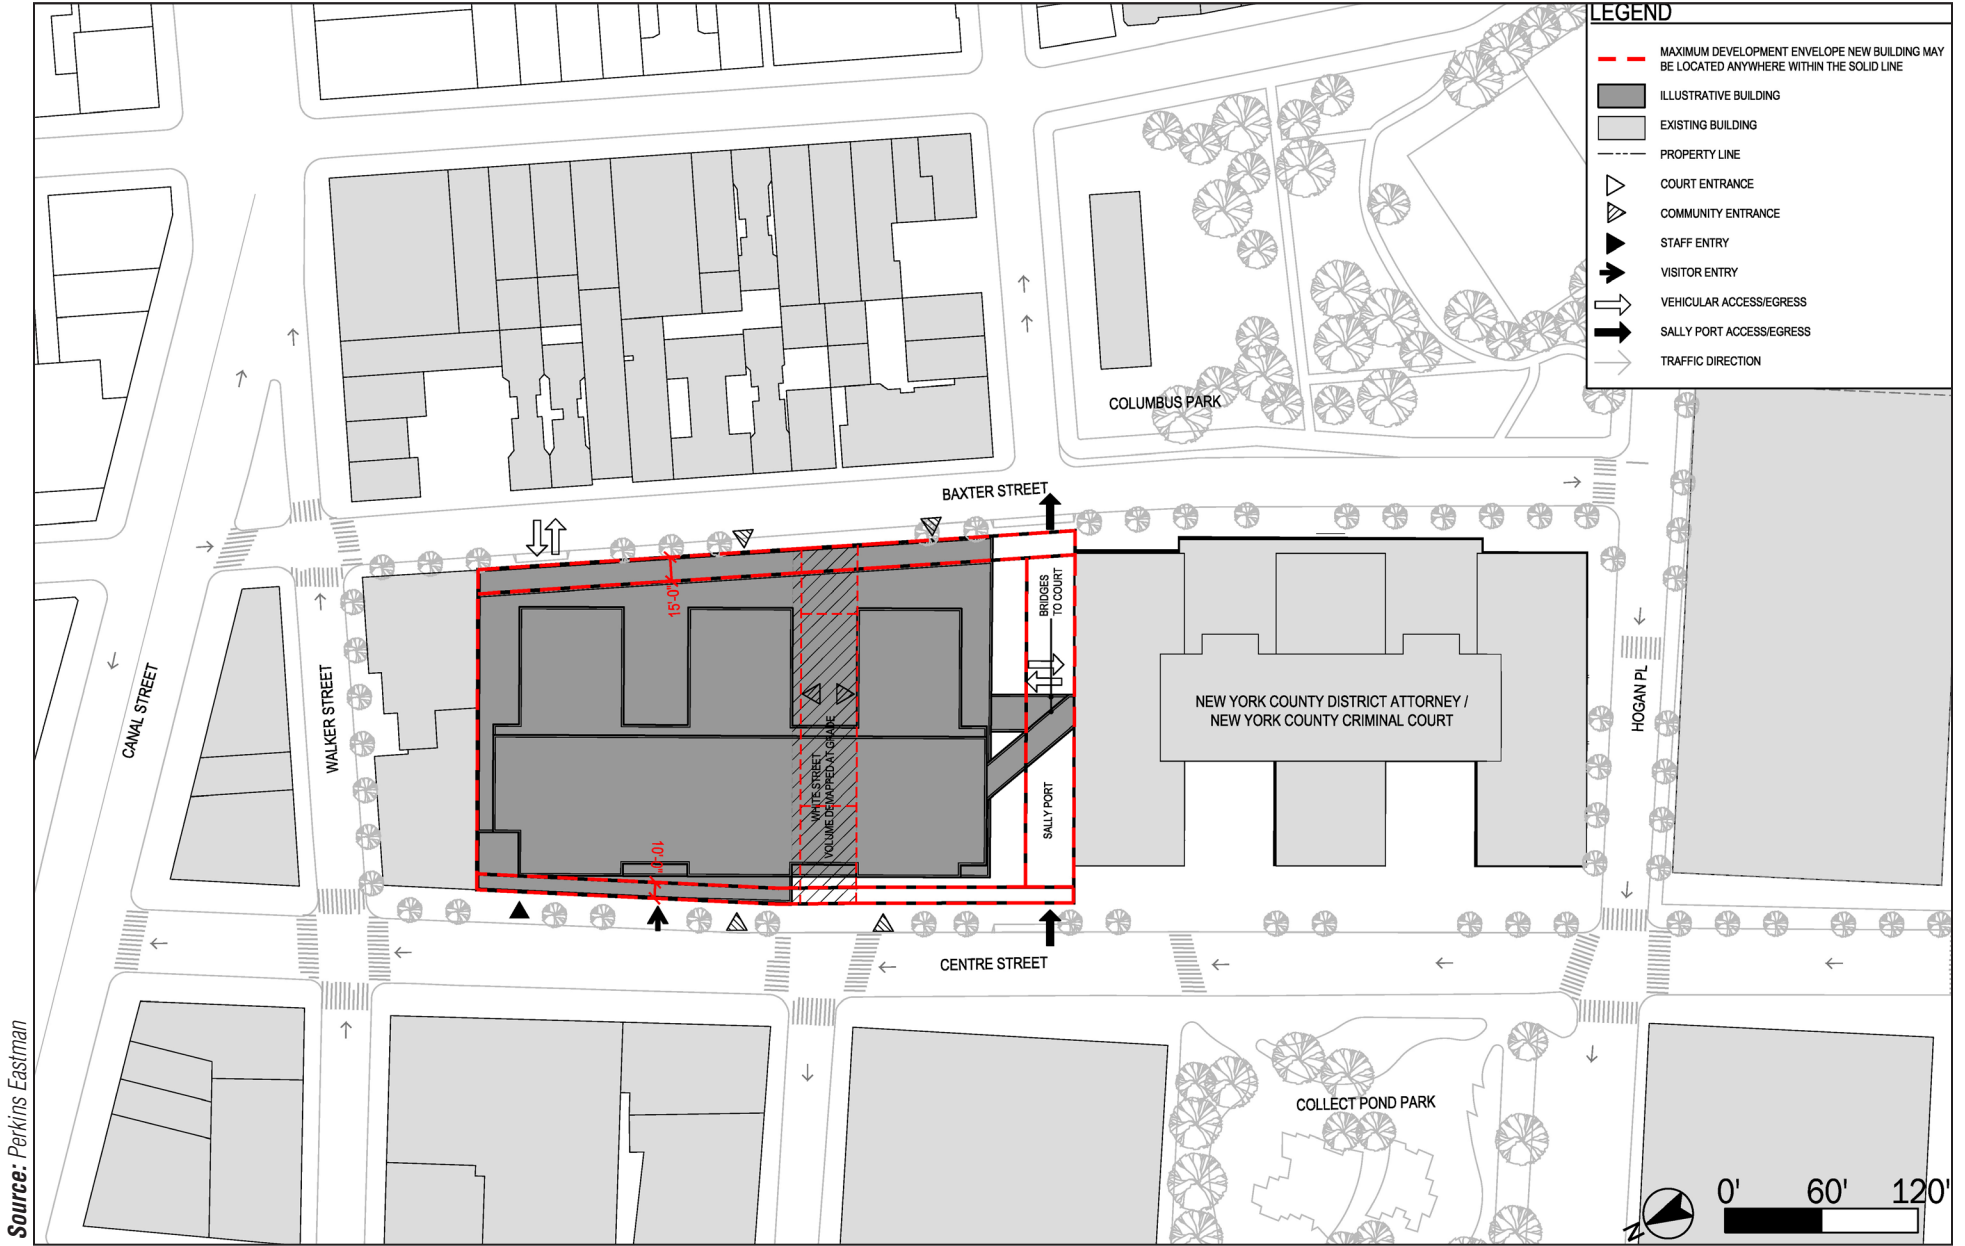 LEGEND
MAXIMUM DEVELOPMENT ENVELOPE NEW BUILDING MAY
BE LOCATED ANYWHERE WITHIN THE SOLID LINE
ILLUSTRATIVE BUILDING
EXISTING BUILDING
PROPERTY LINE
COURT ENTRANCE
COMMUNITY ENTRANCE
STAFF ENTRY
VISITOR ENTRY
VEHICULAR ACCESS/EGRESS
SALLY PORT ACCESS/EGRESS
TRAFFIC DIRECTION
COLUMBUS PARK
BAXTER STREET
15'-0"
BRIDGES
TO COURT
CANAL STREET
WALKER STREET
WHITE STREET
VOLUME DEMAPPED AT GRADE
SALLY PORT
NEW YORK COUNTY DISTRICT ATTORNEY /
NEW YORK COUNTY CRIMINAL COURT
HOGAN PL
10'-0"
CENTRE STREET
COLLECT POND PARK
Source: Perkins Eastman
N
0' 60' 120'